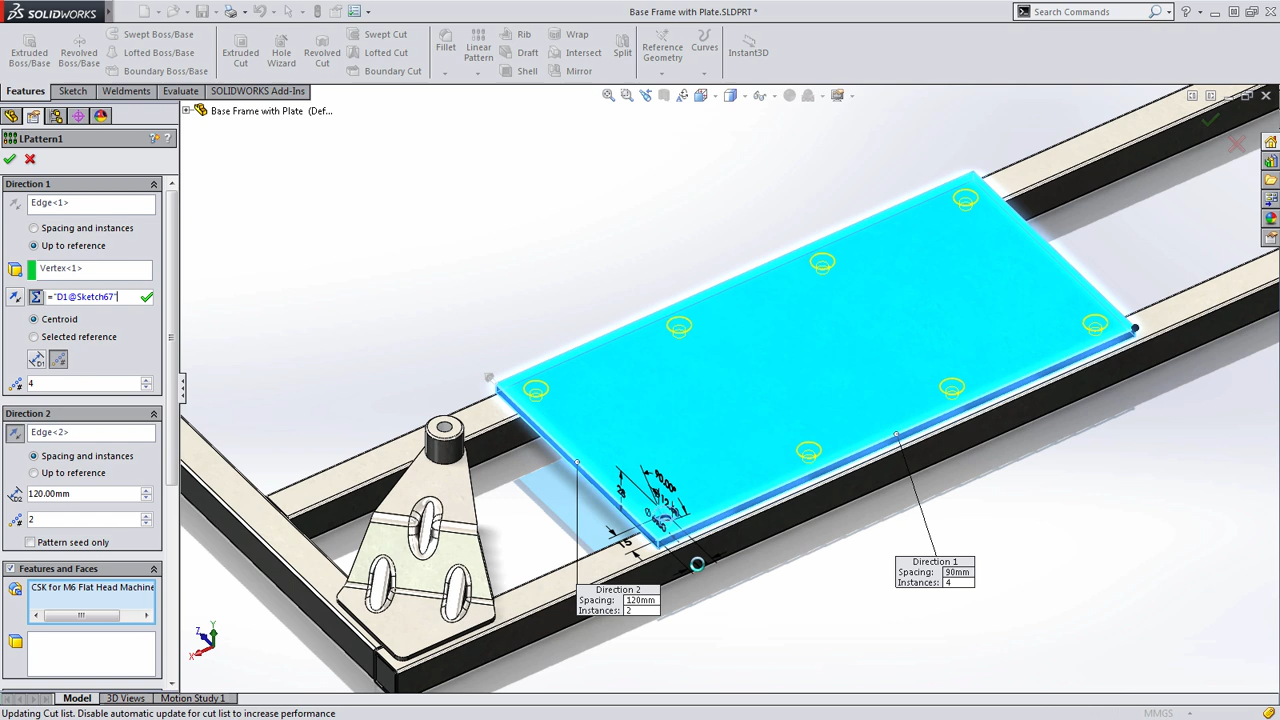 SOLIDWORKS
Base Frame with Plate.SLDPRT *
Search Commands
Extruded Boss/Base
Revolved Boss/Base
Swept Boss/Base
Lofted Boss/Base
Boundary Boss/Base
Extruded Cut
Hole Wizard
Revolved Cut
Swept Cut
Lofted Cut
Boundary Cut
Fillet
Linear Pattern
Rib
Draft
Shell
Wrap
Intersect
Mirror
Split
Reference Geometry
Curves
Instant3D
Features
Sketch
Weldments
Evaluate
SOLIDWORKS Add-Ins
Base Frame with Plate (Def...
LPattern1
Direction 1
Edge<1>
Spacing and instances
Up to reference
Vertex<1>
="D1@Sketch67"
Centroid
Selected reference
4
Direction 2
Edge<2>
Spacing and instances
Up to reference
120.00mm
2
Pattern seed only
Features and Faces
CSK for M6 Flat Head Machine
90.00°
28
15
Direction 2
Spacing: 120mm
Instances: 2
Direction 1
Spacing: 90mm
Instances: 4
Y
Z
X
Model
3D Views
Motion Study 1
Updating Cut list. Disable automatic update for cut list to increase performance
MMGS